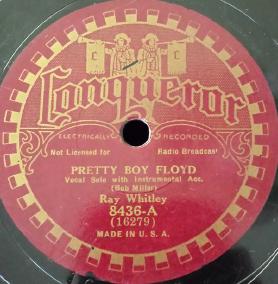 C C
Conqueror
ELECTRICALLY RECORDED
Not Licensed for Radio Broadcast
PRETTY BOY FLOYD
Vocal Solo with Instrumental Acc.
(Bob Miller)
Ray Whitley
8436-A
(16279)
MADE IN U. S. A.